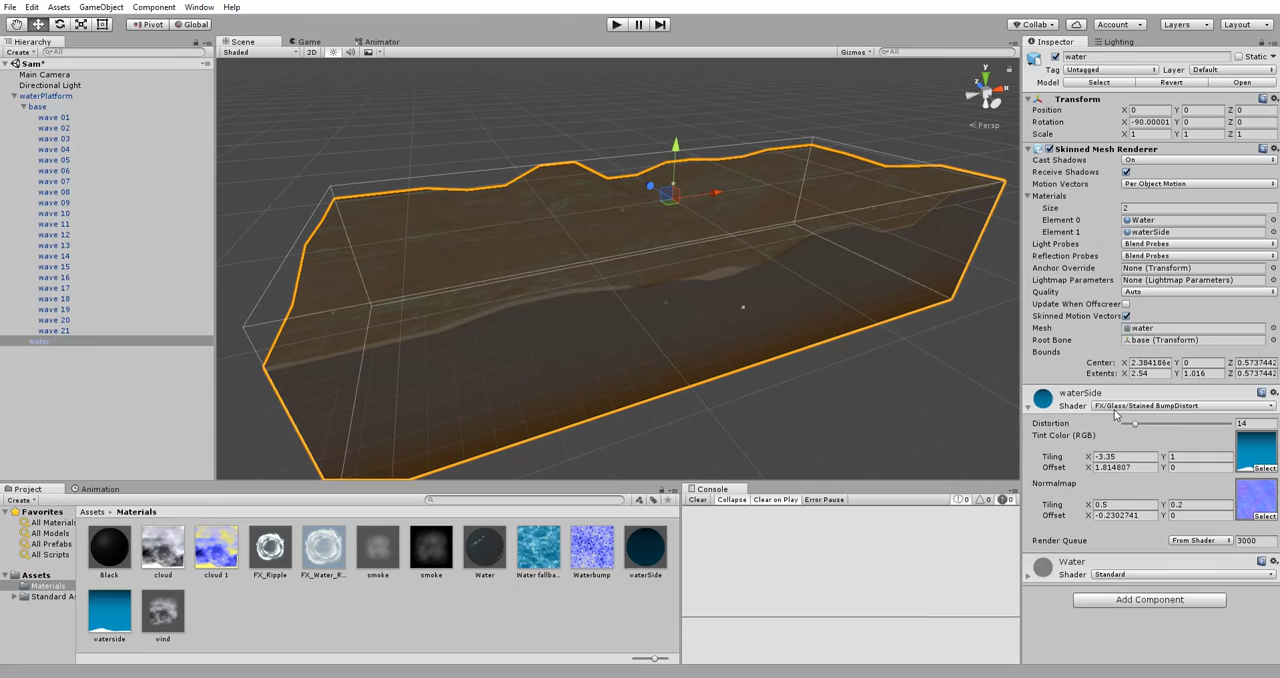 File Edit Assets GameObject Component Window Help
Pivot Global Collab Account Layers Layout
Hierarchy
Create All
Sam*
Main Camera
Directional Light
waterPlatform
base
wave 01
wave 02
wave 03
wave 04
wave 05
wave 06
wave 07
wave 08
wave 09
wave 10
wave 11
wave 12
wave 13
wave 14
wave 15
wave 16
wave 17
wave 18
wave 19
wave 20
wave 21
water
Scene Game Animator
Shaded 2D Gizmos All
y
x
z
Persp
Inspector Lighting
water Static
Tag Untagged Layer Default
Model Select Revert Open
Transform
Position X 0 Y 0 Z 0
Rotation X -90.00001 Y 0 Z 0
Scale X 1 Y 1 Z 1
Skinned Mesh Renderer
Cast Shadows On
Receive Shadows
Motion Vectors Per Object Motion
Materials
Size 2
Element 0 Water
Element 1 waterSide
Light Probes Blend Probes
Reflection Probes Blend Probes
Anchor Override None (Transform)
Lightmap Parameters None (Lightmap Parameters)
Quality Auto
Update When Offscreen
Skinned Motion Vectors
Mesh water
Root Bone base (Transform)
Bounds
Center: X 2.384186e Y 0 Z 0.5737442
Extents: X 2.54 Y 1.016 Z 0.5737442
waterSide
Shader FX/Glass/Stained BumpDistort
Distortion 14
Tint Color (RGB)
Tiling X -3.35 Y 1
Offset X 1.814807 Y 0 Select
Normalmap
Tiling X 0.5 Y 0.2
Offset X -0.2302741 Y 0 Select
Render Queue From Shader 3000
Water
Shader Standard
Add Component
Project Animation
Create
Favorites
All Materials
All Models
All Prefabs
All Scripts
Assets
Materials
Standard As
Assets Materials
Black cloud cloud 1 FX_Ripple FX_Water_R... smoke smoke Water Water fallba... Waterbump waterSide
waterside wind
Console
Clear Collapse Clear on Play Error Pause 0 0 0